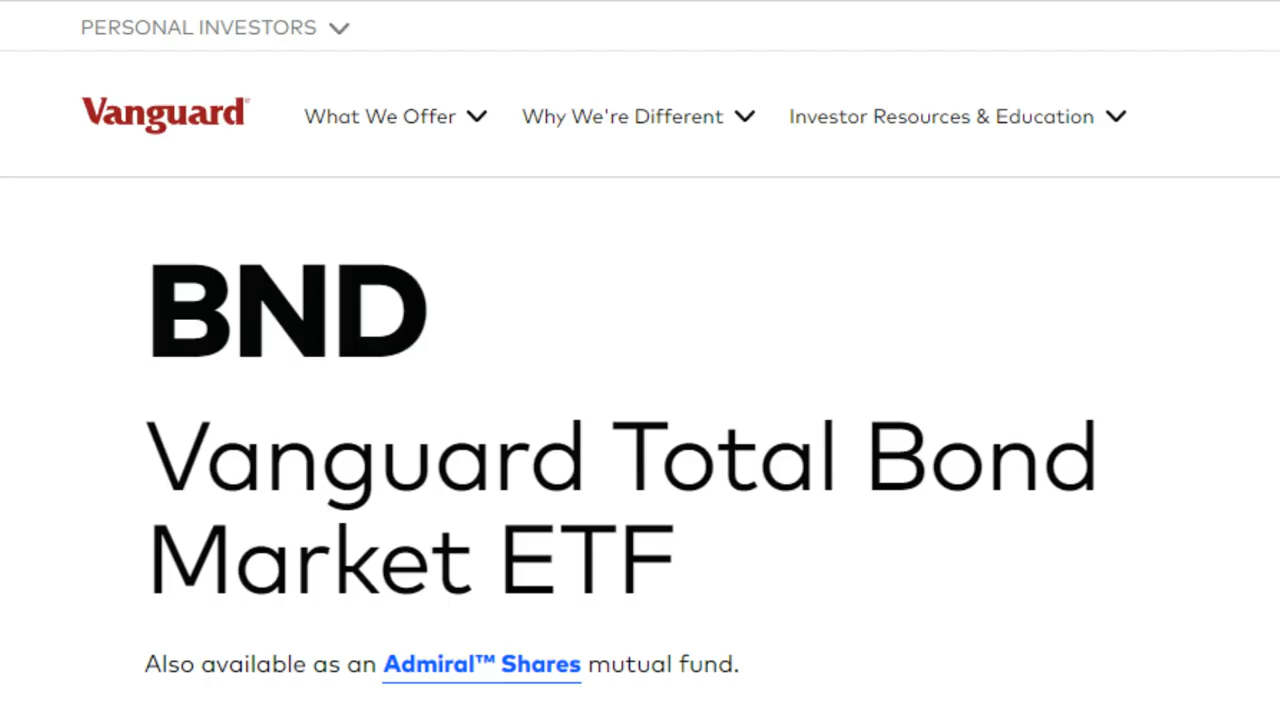 PERSONAL INVESTORS
Vanguard®
What We Offer
Why We're Different
Investor Resources & Education
BND
Vanguard Total Bond
Market ETF
Also available as an Admiral™ Shares mutual fund.